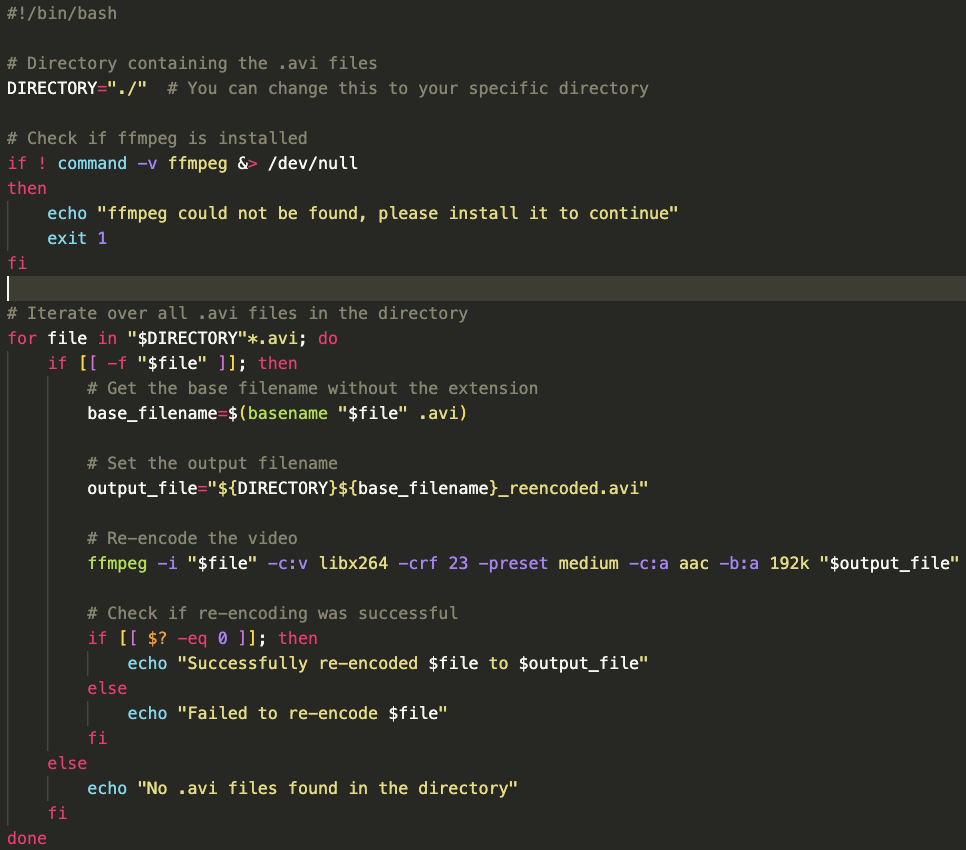 #!/bin/bash

# Directory containing the .avi files
DIRECTORY="./"  # You can change this to your specific directory

# Check if ffmpeg is installed
if ! command -v ffmpeg &> /dev/null
then
    echo "ffmpeg could not be found, please install it to continue"
    exit 1
fi

# Iterate over all .avi files in the directory
for file in "$DIRECTORY"*.avi; do
    if [[ -f "$file" ]]; then
        # Get the base filename without the extension
        base_filename=$(basename "$file" .avi)

        # Set the output filename
        output_file="${DIRECTORY}${base_filename}_reencoded.avi"

        # Re-encode the video
        ffmpeg -i "$file" -c:v libx264 -crf 23 -preset medium -c:a aac -b:a 192k "$output_file"

        # Check if re-encoding was successful
        if [[ $? -eq 0 ]]; then
            echo "Successfully re-encoded $file to $output_file"
        else
            echo "Failed to re-encode $file"
        fi
    else
        echo "No .avi files found in the directory"
    fi
done